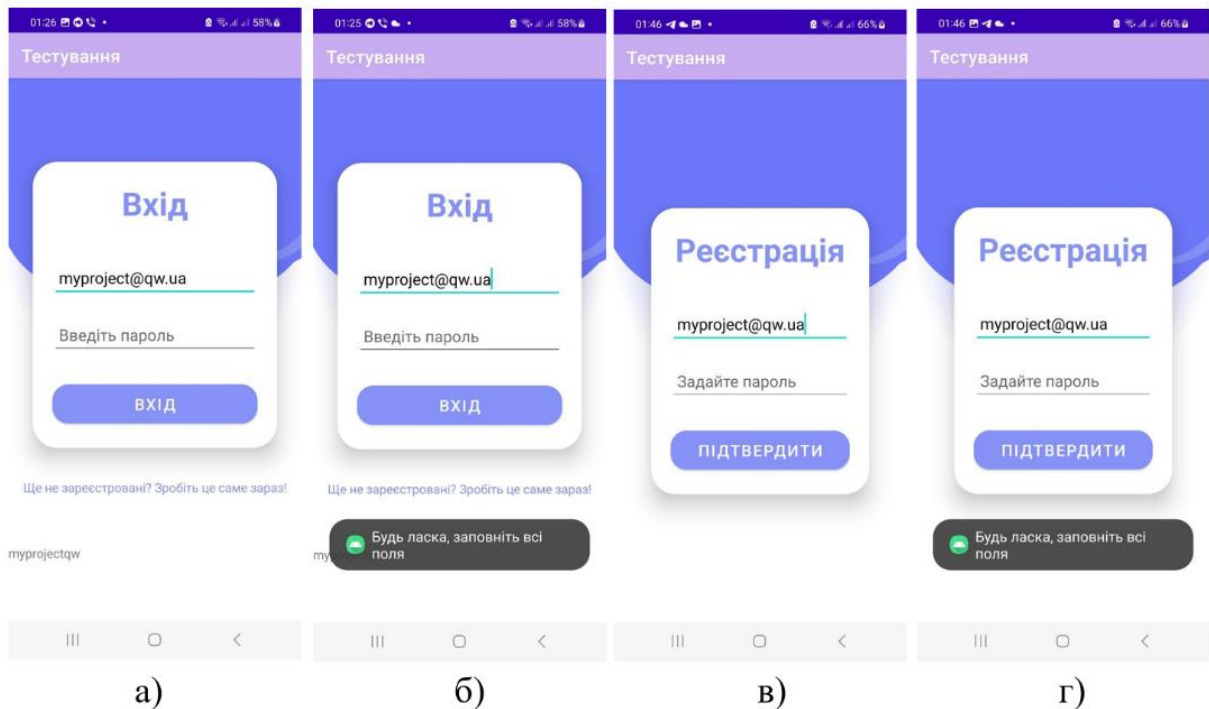 01:26
58%
Тестування
Вхід
myproject@qw.ua
Введіть пароль
ВХІД
Ще не зареєстровані? Зробіть це саме зараз!
myprojectqw
а)
01:25
58%
Тестування
Вхід
myproject@qw.ua
Введіть пароль
ВХІД
Ще не зареєстровані? Зробіть це саме зараз!
Будь ласка, заповніть всі
поля
б)
01:46
66%
Тестування
Реєстрація
myproject@qw.ua
Задайте пароль
ПІДТВЕРДИТИ
в)
01:46
66%
Тестування
Реєстрація
myproject@qw.ua
Задайте пароль
ПІДТВЕРДИТИ
Будь ласка, заповніть всі
поля
г)